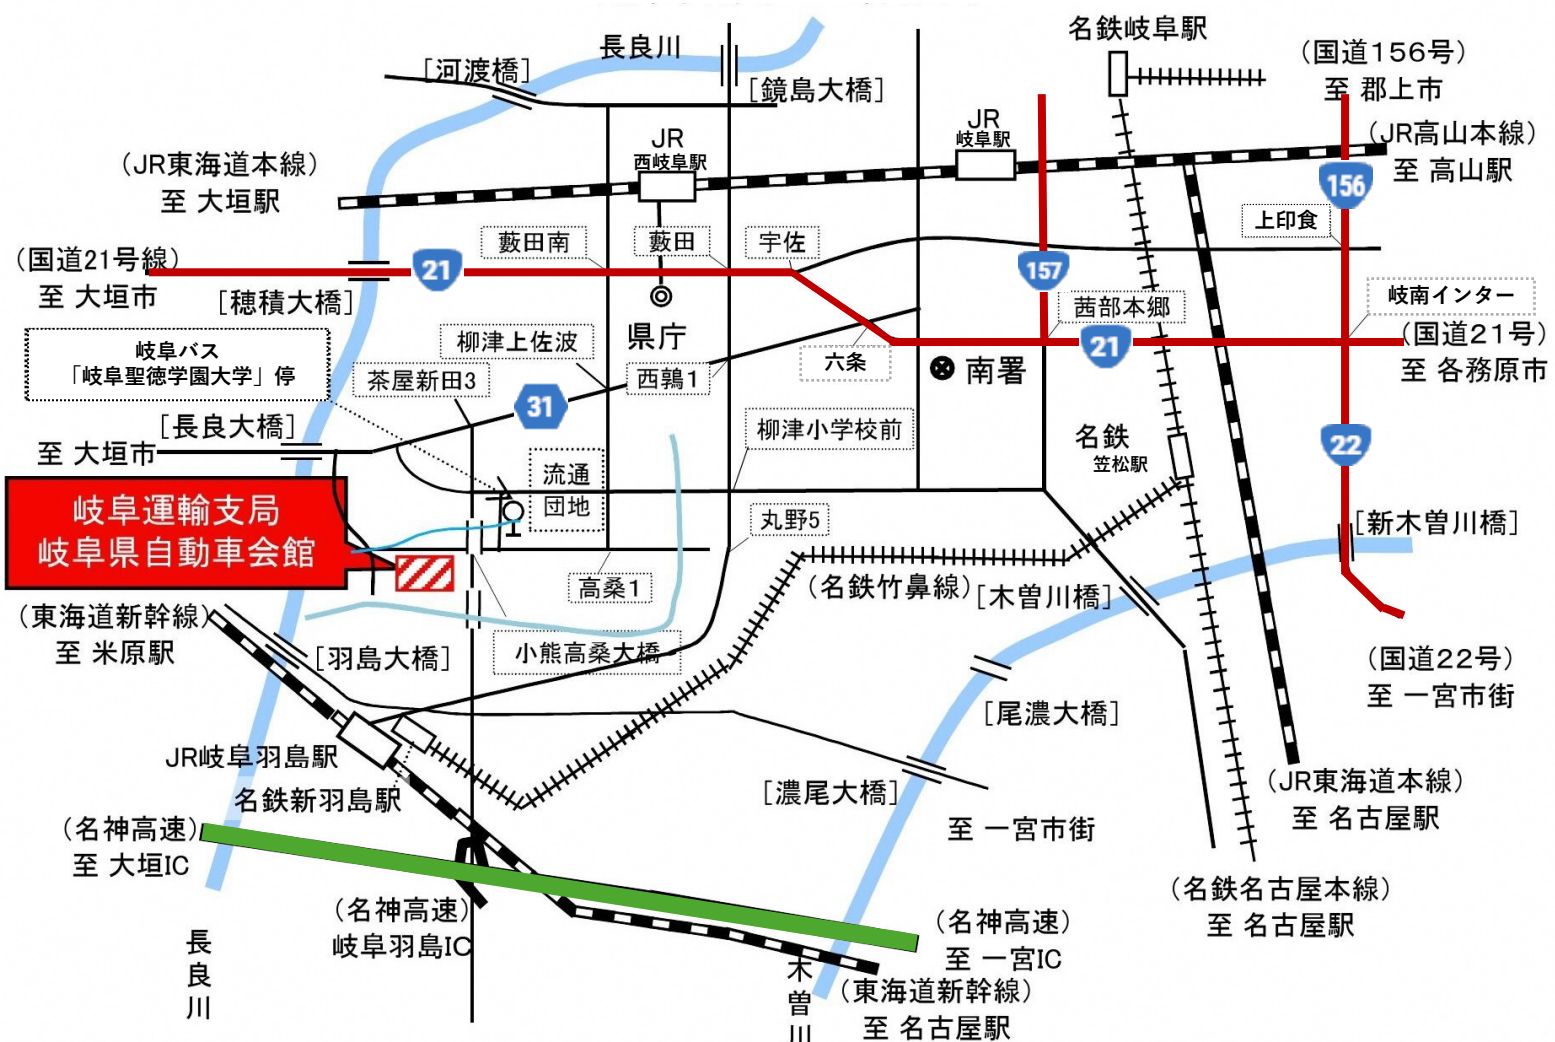 名鉄岐阜駅
長良川
(国道156号)
至 郡上市
[河渡橋]
[鏡島大橋]
JR
岐阜駅
JR
西岐阜駅
(JR高山本線)
至 高山駅
(JR東海道本線)
至 大垣駅
156
上印食
藪田南
藪田
宇佐
(国道21号線)
至 大垣市
21
157
[穂積大橋]
岐南インター
茜部本郷
県庁
柳津上佐波
21
(国道21号)
至 各務原市
岐阜バス
「岐阜聖徳学園大学」停
六条
南署
茶屋新田3
西鶉1
31
[長良大橋]
柳津小学校前
名鉄
笠松駅
22
至 大垣市
流通
団地
岐阜運輸支局
岐阜県自動車会館
丸野5
[新木曽川橋]
高桑1
(名鉄竹鼻線)
[木曽川橋]
(東海道新幹線)
至 米原駅
[羽島大橋]
小熊高桑大橋
(国道22号)
至 一宮市街
[尾濃大橋]
JR岐阜羽島駅
名鉄新羽島駅
[濃尾大橋]
(JR東海道本線)
至 名古屋駅
(名神高速)
至 大垣IC
至 一宮市街
(名鉄名古屋本線)
至 名古屋駅
(名神高速)
岐阜羽島IC
(名神高速)
至 一宮IC
長良川
木曽川
(東海道新幹線)
至 名古屋駅